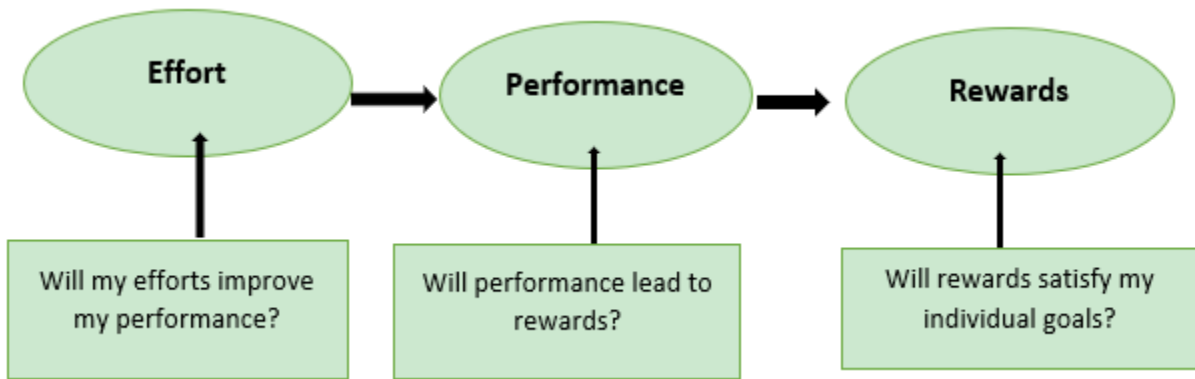 Effort
Performance
Rewards
Will my efforts improve
my performance?
Will performance lead to
rewards?
Will rewards satisfy my
individual goals?